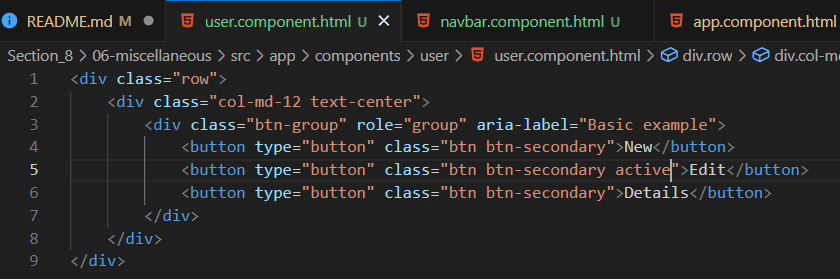 README.md M user.component.html U navbar.component.html U app.component.html
Section_8 > 06-miscellaneous > src > app > components > user > user.component.html > div.row > div.col-m
1 <div class="row">
2 <div class="col-md-12 text-center">
3 <div class="btn-group" role="group" aria-label="Basic example">
4 <button type="button" class="btn btn-secondary">New</button>
5 <button type="button" class="btn btn-secondary active">Edit</button>
6 <button type="button" class="btn btn-secondary">Details</button>
7 </div>
8 </div>
9 </div>